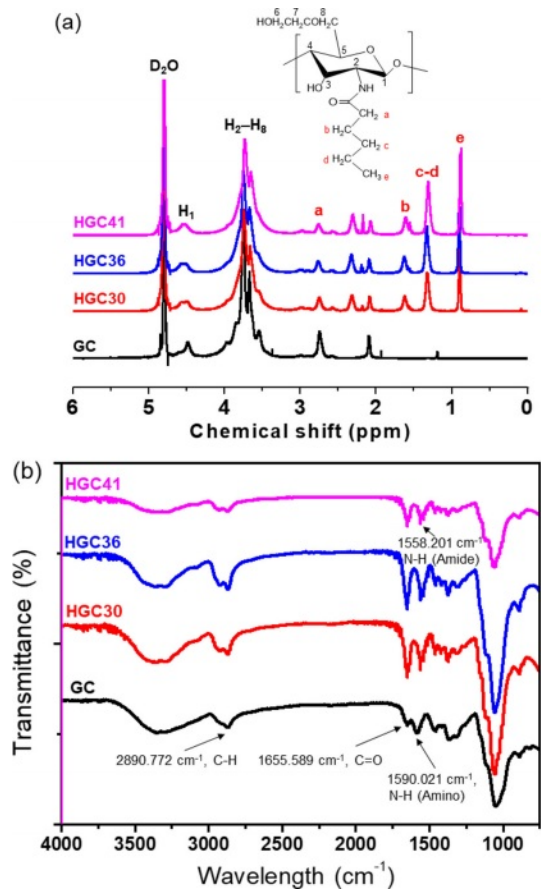 (a)
6 7 8
HOH₂CH₂COH₂C
4 5 O O
HO 3 2 1
NH
O CH₂ a
b H₂C
CH₂ c
d H₂C
CH₃ e
D₂O
H₂–H₈
H₁
a b c-d e
HGC41
HGC36
HGC30
GC
6 5 4 3 2 1 0
Chemical shift (ppm)
(b)
HGC41
1558.201 cm⁻¹
N-H (Amide)
HGC36
HGC30
GC
2890.772 cm⁻¹, C-H
1655.589 cm⁻¹, C=O
1590.021 cm⁻¹,
N-H (Amino)
Transmittance (%)
4000 3500 3000 2500 2000 1500 1000
Wavelength (cm⁻¹)